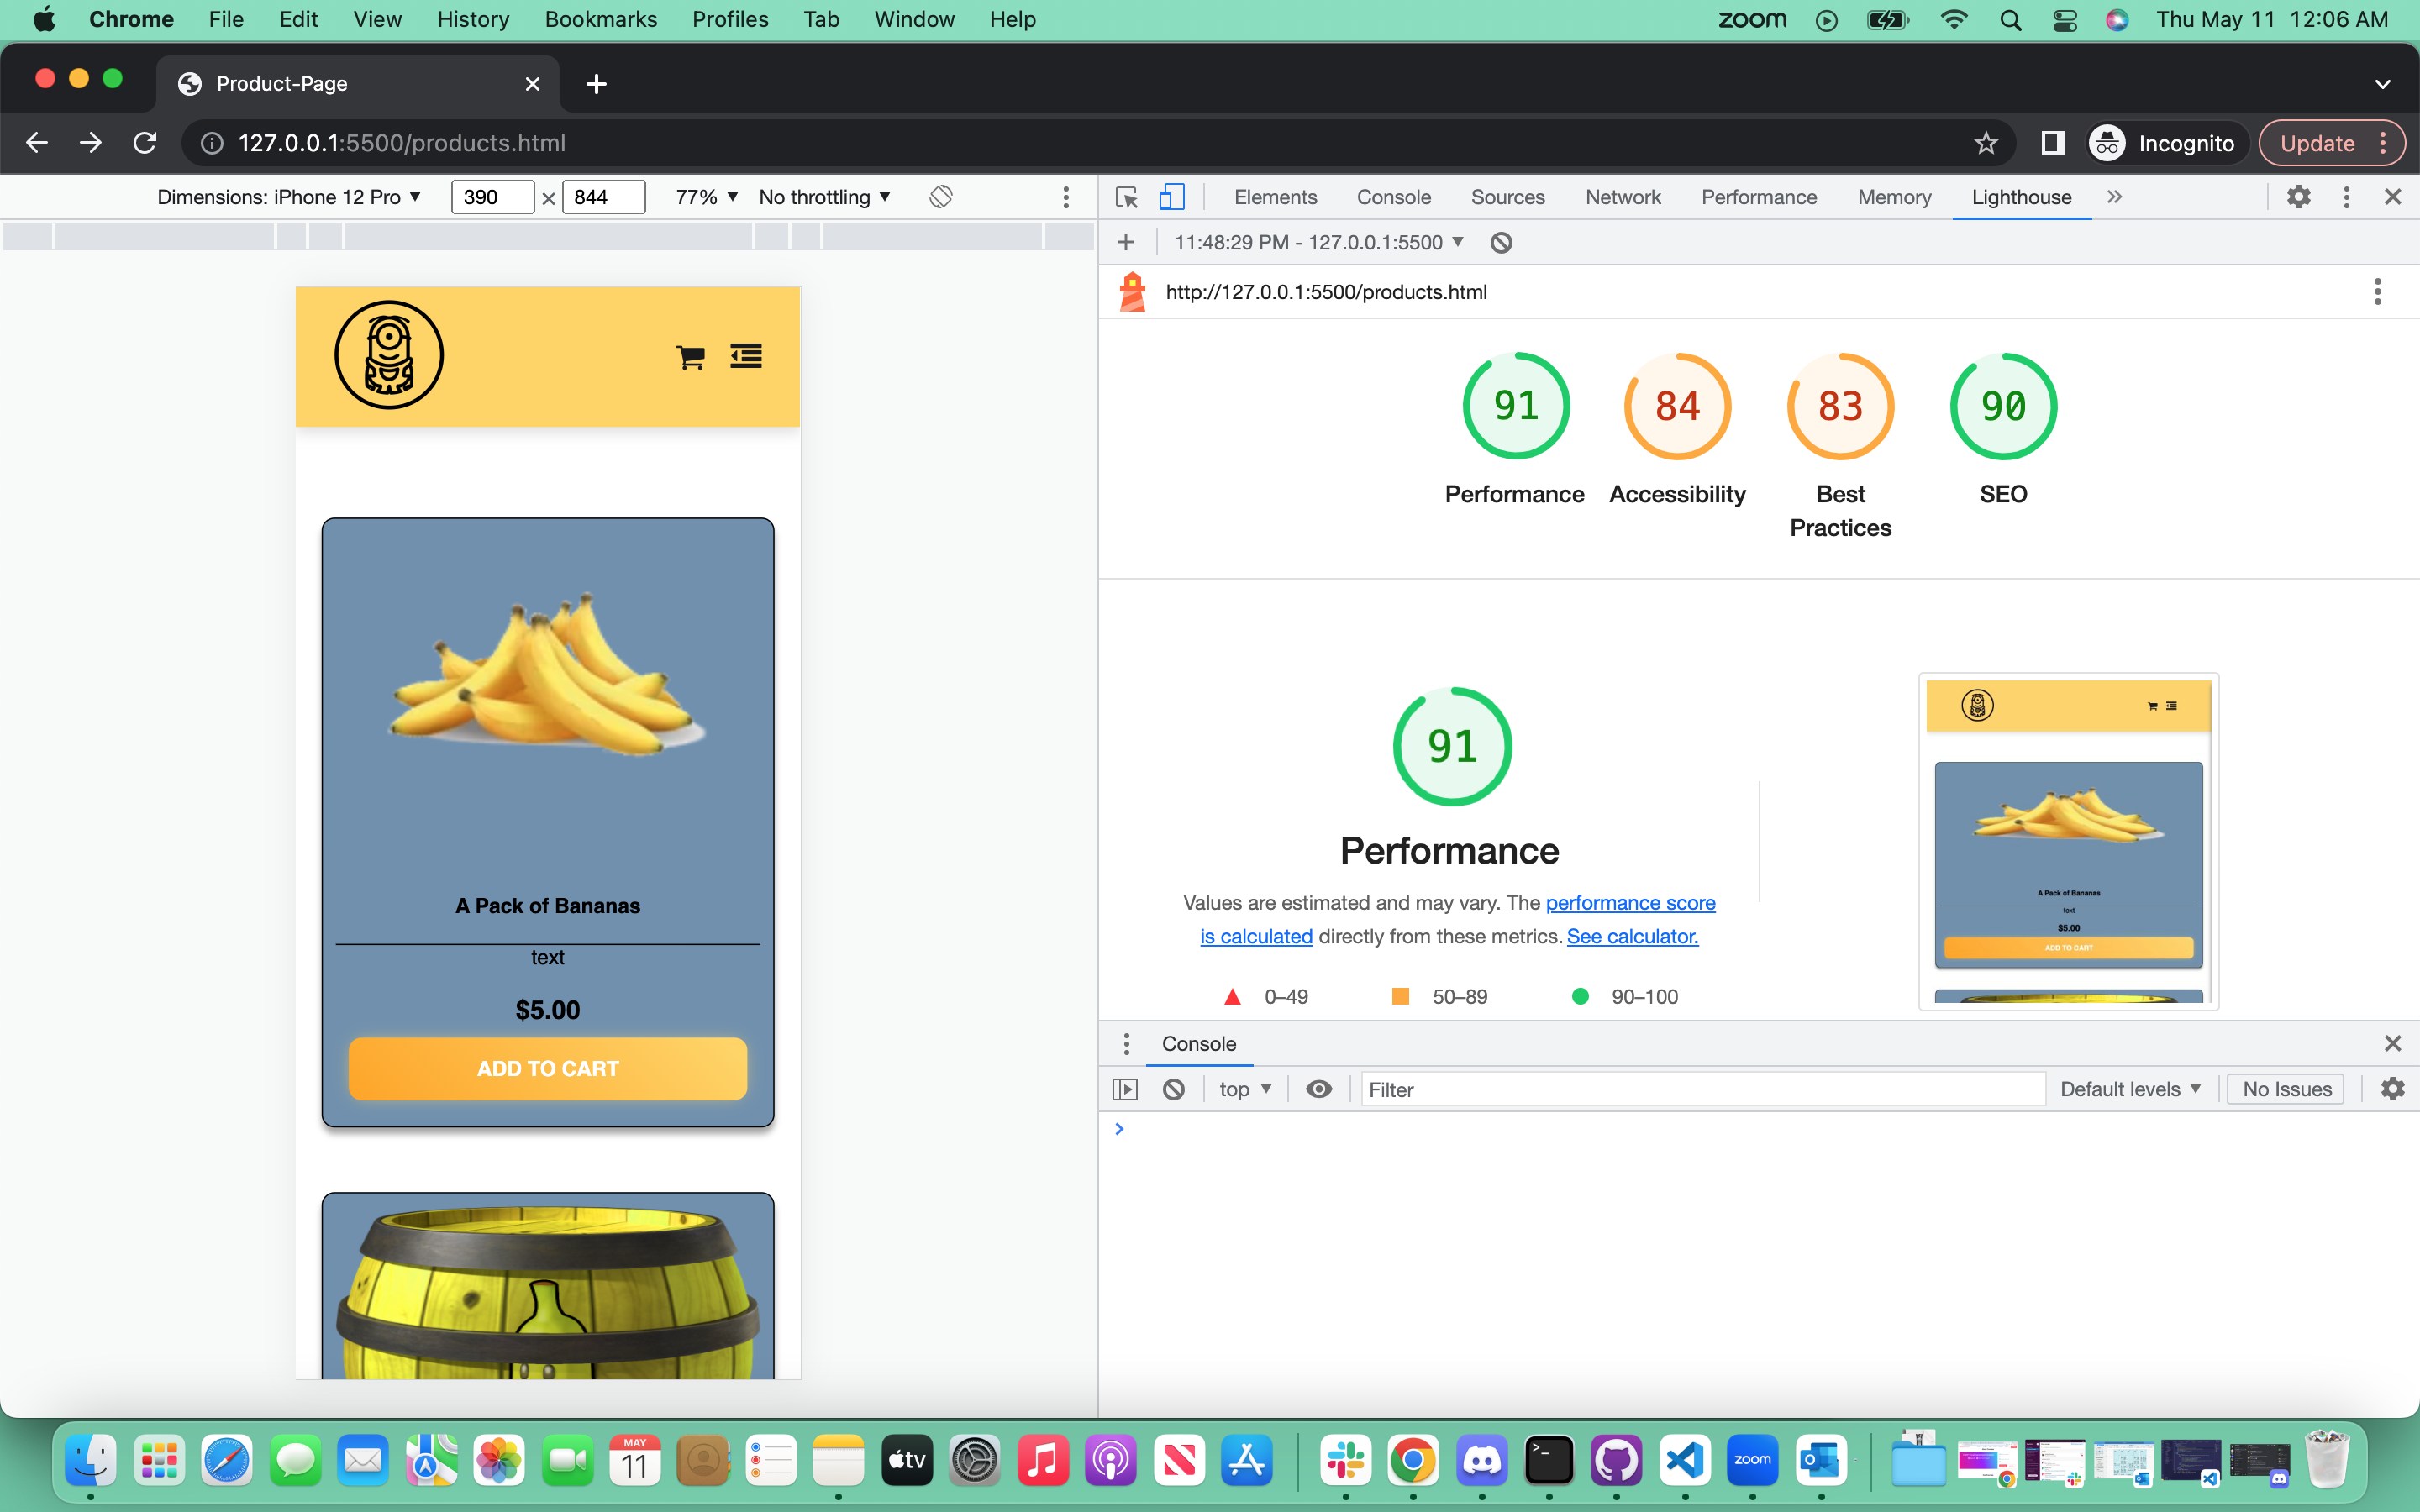 Chrome File Edit View History Bookmarks Profiles Tab Window Help zoom Thu May 11 12:06 AM
Product-Page
127.0.0.1:5500/products.html Incognito Update
Dimensions: iPhone 12 Pro 390 × 844 77% No throttling
Elements Console Sources Network Performance Memory Lighthouse
11:48:29 PM - 127.0.0.1:5500
http://127.0.0.1:5500/products.html
91 84 83 90
Performance Accessibility Best Practices SEO
91
Performance
Values are estimated and may vary. The performance score
is calculated directly from these metrics. See calculator.
0–49 50–89 90–100
A Pack of Bananas
text
$5.00
ADD TO CART
A Pack of Bananas
text
$5.00
ADD TO CART
Console
top Filter Default levels No Issues
MAY
11
tv
zoom